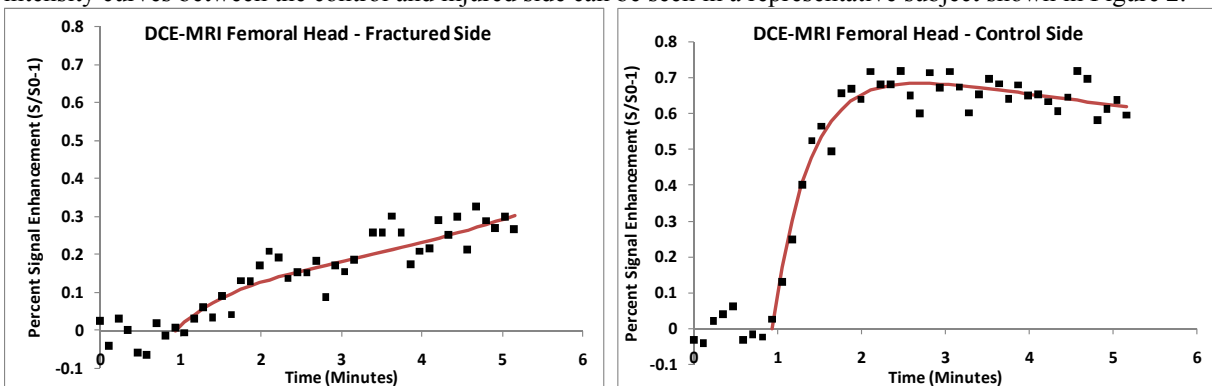 intensity curves between the control and injured side can be seen in a representative subject shown in Figure 2.
DCE-MRI Femoral Head - Fractured Side
Percent Signal Enhancement (S/S0-1)
0.8
0.7
0.6
0.5
0.4
0.3
0.2
0.1
0
-0.1
0 1 2 3 4 5 6
Time (Minutes)
DCE-MRI Femoral Head - Control Side
Percent Signal Enhancement (S/S0-1)
0.8
0.7
0.6
0.5
0.4
0.3
0.2
0.1
0
-0.1
0 1 2 3 4 5 6
Time (Minutes)